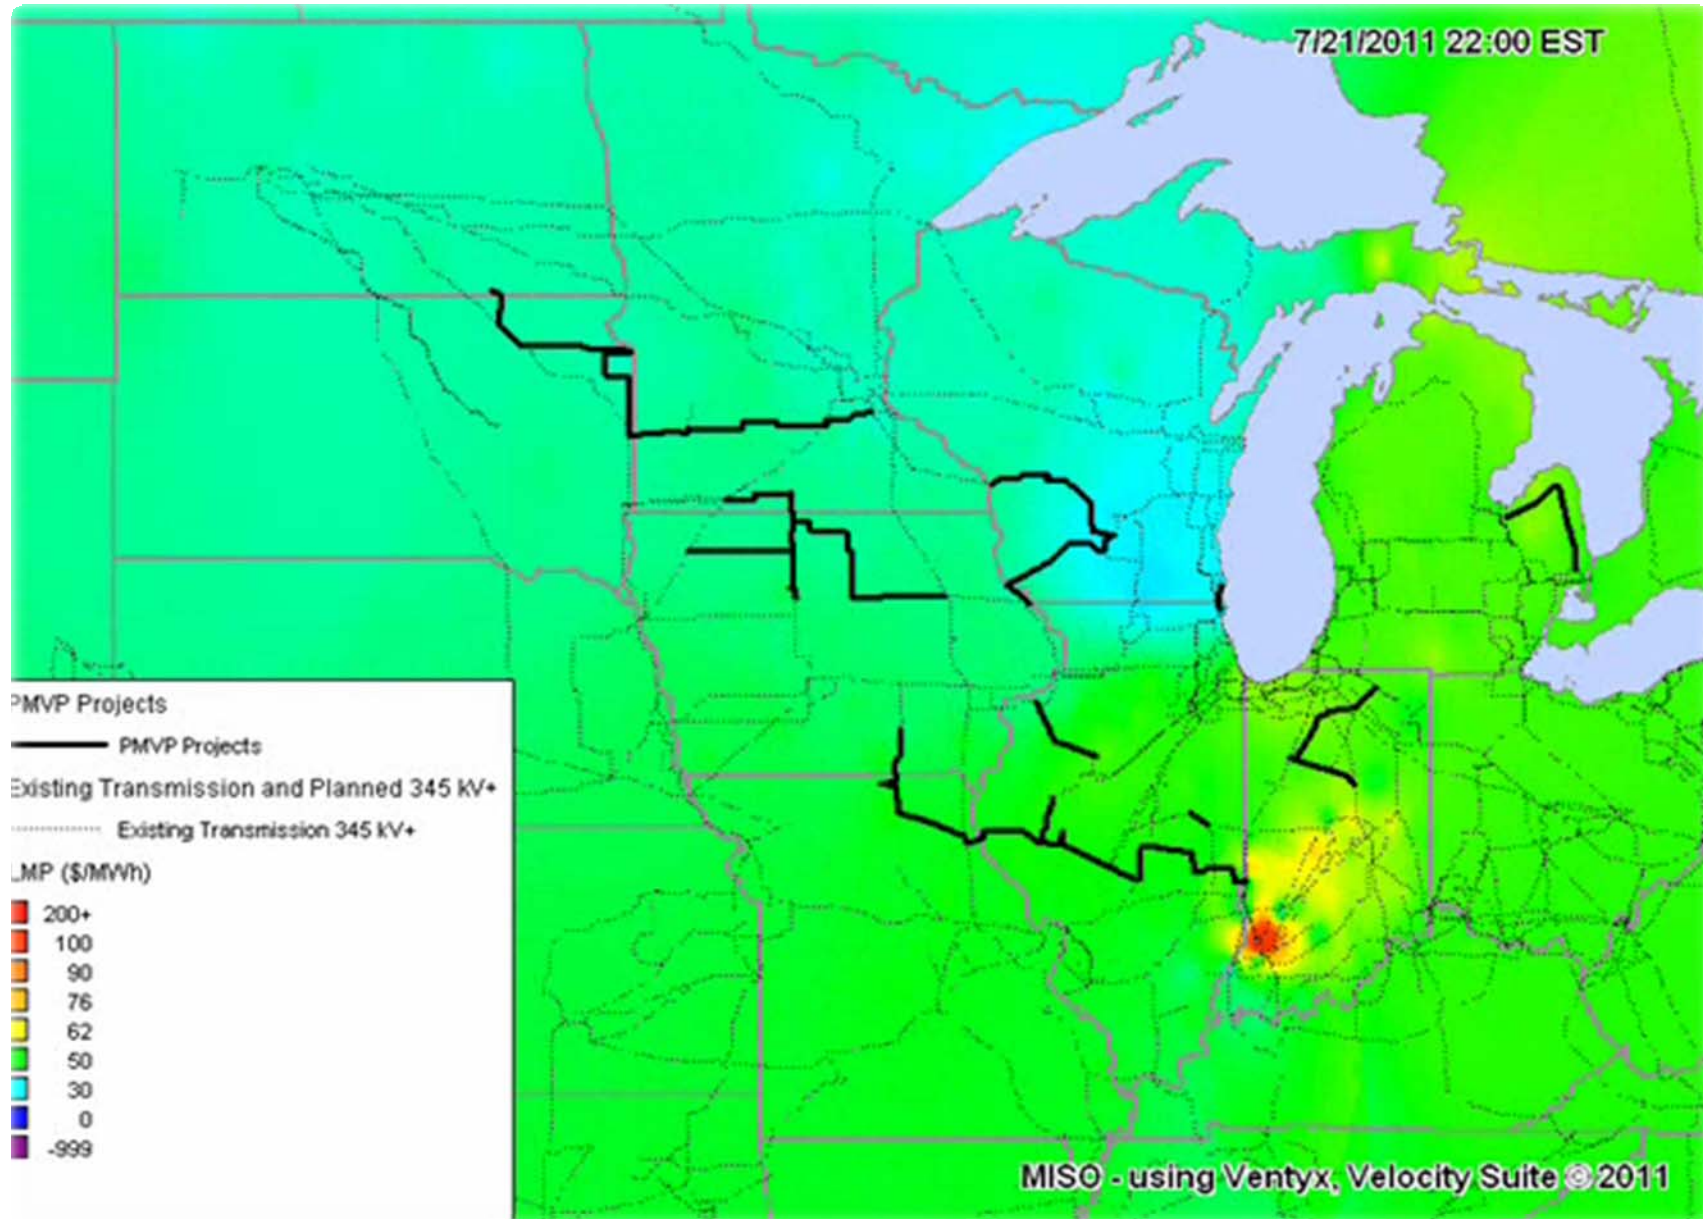 7/21/2011 22:00 EST
PMVP Projects
PMVP Projects
Existing Transmission and Planned 345 kV+
Existing Transmission 345 kV+
LMP ($/MWh)
200+
100
90
76
62
50
30
0
-999
MISO - using Ventyx, Velocity Suite © 2011